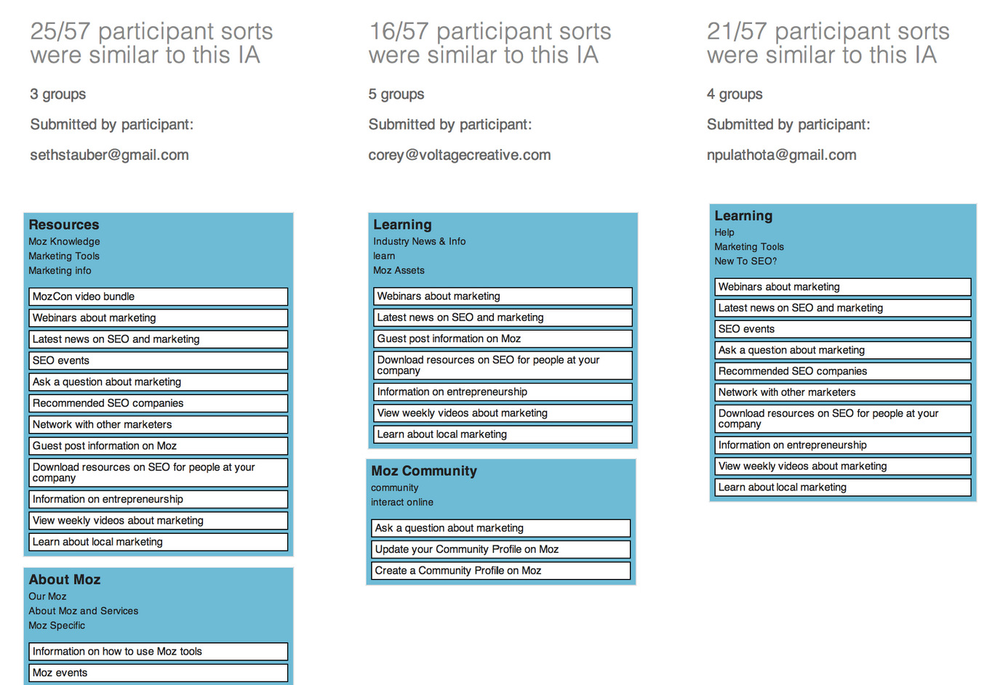 25/57 participant sorts
were similar to this IA
3 groups
Submitted by participant:
sethstauber@gmail.com
Resources
Moz Knowledge
Marketing Tools
Marketing info
MozCon video bundle
Webinars about marketing
Latest news on SEO and marketing
SEO events
Ask a question about marketing
Recommended SEO companies
Network with other marketers
Guest post information on Moz
Download resources on SEO for people at your
company
Information on entrepreneurship
View weekly videos about marketing
Learn about local marketing
About Moz
Our Moz
About Moz and Services
Moz Specific
Information on how to use Moz tools
Moz events
16/57 participant sorts
were similar to this IA
5 groups
Submitted by participant:
corey@voltagecreative.com
Learning
Industry News & Info
learn
Moz Assets
Webinars about marketing
Latest news on SEO and marketing
Guest post information on Moz
Download resources on SEO for people at your
company
Information on entrepreneurship
View weekly videos about marketing
Learn about local marketing
Moz Community
community
interact online
Ask a question about marketing
Update your Community Profile on Moz
Create a Community Profile on Moz
21/57 participant sorts
were similar to this IA
4 groups
Submitted by participant:
npulathota@gmail.com
Learning
Help
Marketing Tools
New To SEO?
Webinars about marketing
Latest news on SEO and marketing
SEO events
Ask a question about marketing
Recommended SEO companies
Network with other marketers
Download resources on SEO for people at your
company
Information on entrepreneurship
View weekly videos about marketing
Learn about local marketing